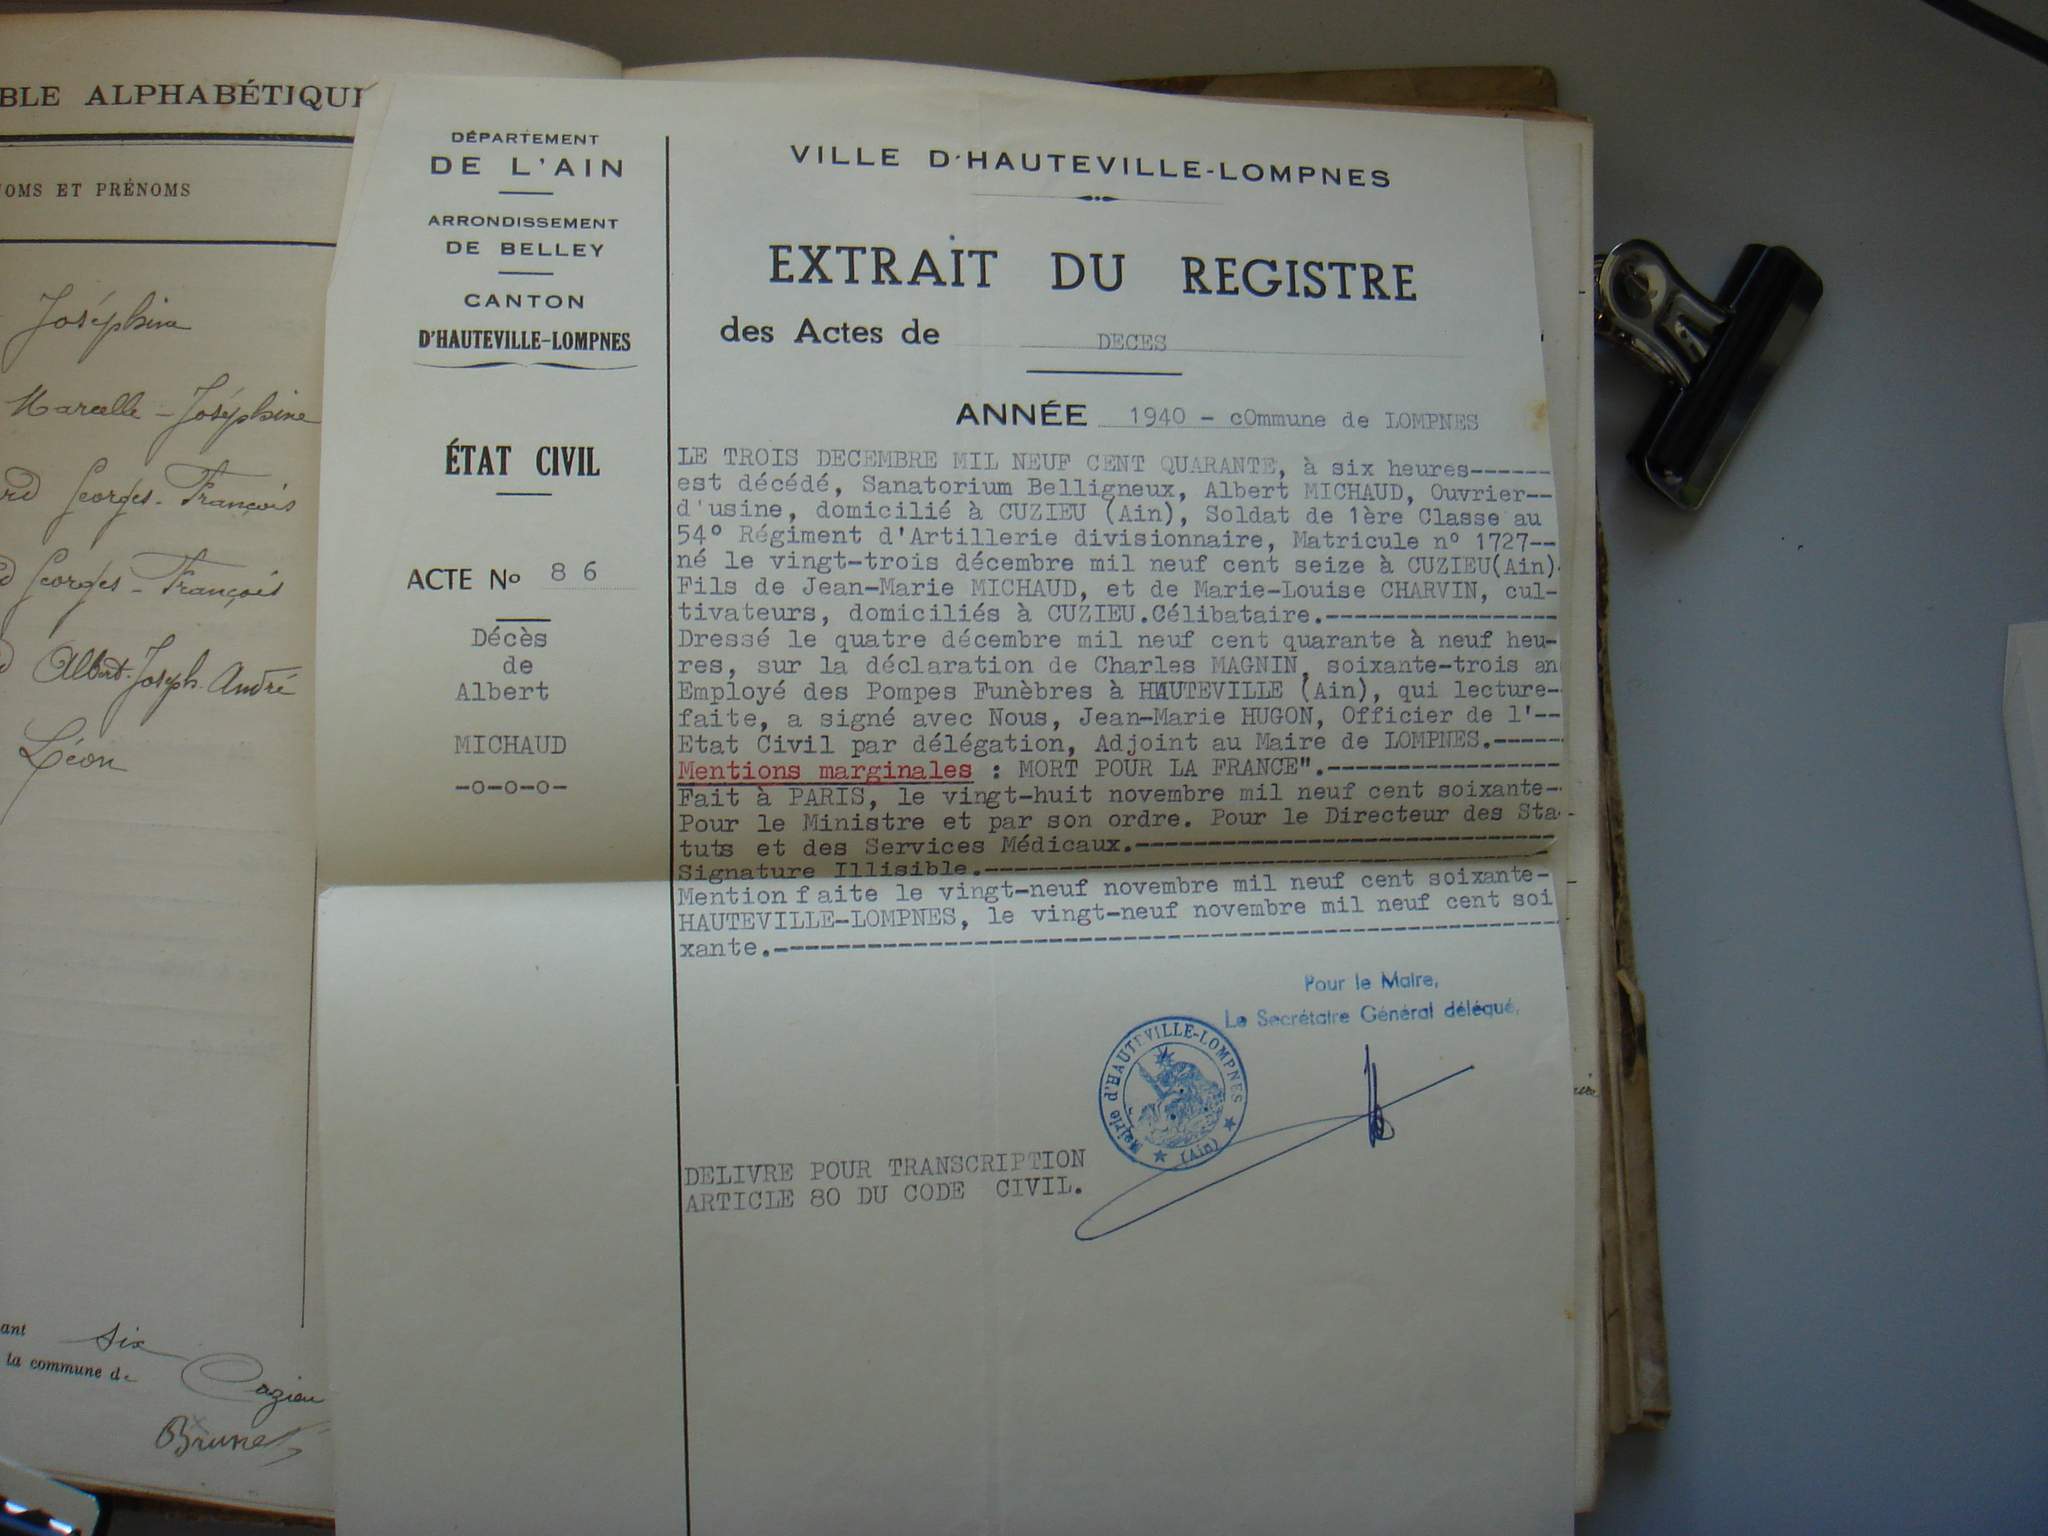 ALPHABÉTIQUE
NOMS ET PRÉNOMS
Joséphine
Marcelle - Joséphine
Georges - François
Georges - François
Albert. Joseph. André
Léon
six
la commune de Cuzieu
Brunet
DÉPARTEMENT
DE L'AIN
ARRONDISSEMENT
DE BELLEY
CANTON
D'HAUTEVILLE-LOMPNES
ÉTAT CIVIL
ACTE No 86
Décès
de
Albert
MICHAUD
-o-o-o-
VILLE D'HAUTEVILLE-LOMPNES
EXTRAIT DU REGISTRE
des Actes de DECES
ANNÉE 1940 - cOmmune de LOMPNES
LE TROIS DECEMBRE MIL NEUF CENT QUARANTE, à six heures------
est décédé, Sanatorium Belligneux, Albert MICHAUD, Ouvrier--
d'usine, domicilié à CUZIEU (Ain), Soldat de 1ère Classe au
54° Régiment d'Artillerie divisionnaire, Matricule n° 1727--
né le vingt-trois décembre mil neuf cent seize à CUZIEU(Ain).
Fils de Jean-Marie MICHAUD, et de Marie-Louise CHARVIN, cul-
tivateurs, domiciliés à CUZIEU.Célibataire.-----------------
Dressé le quatre décembre mil neuf cent quarante à neuf heu-
res, sur la déclaration de Charles MAGNIN, soixante-trois an
Employé des Pompes Funèbres à HAUTEVILLE (Ain), qui lecture-
faite, a signé avec Nous, Jean-Marie HUGON, Officier de l'--
Etat Civil par délégation, Adjoint au Maire de LOMPNES.-----
Mentions marginales : MORT POUR LA FRANCE".-----------------
Fait à PARIS, le vingt-huit novembre mil neuf cent soixante-
Pour le Ministre et par son ordre. Pour le Directeur des Sta-
tuts et des Services Médicaux.---------------------------
Signature Illisible.------------------------------------
Mention faite le vingt-neuf novembre mil neuf cent soixante-
HAUTEVILLE-LOMPNES, le vingt-neuf novembre mil neuf cent soi
xante.--------------------------------------------------
Pour le Maire,
Le Secrétaire Général délégué,
Mairie d'HAUTEVILLE-LOMPNES ★ (Ain) ★
DELIVRE POUR TRANSCRIPTION
ARTICLE 80 DU CODE CIVIL.